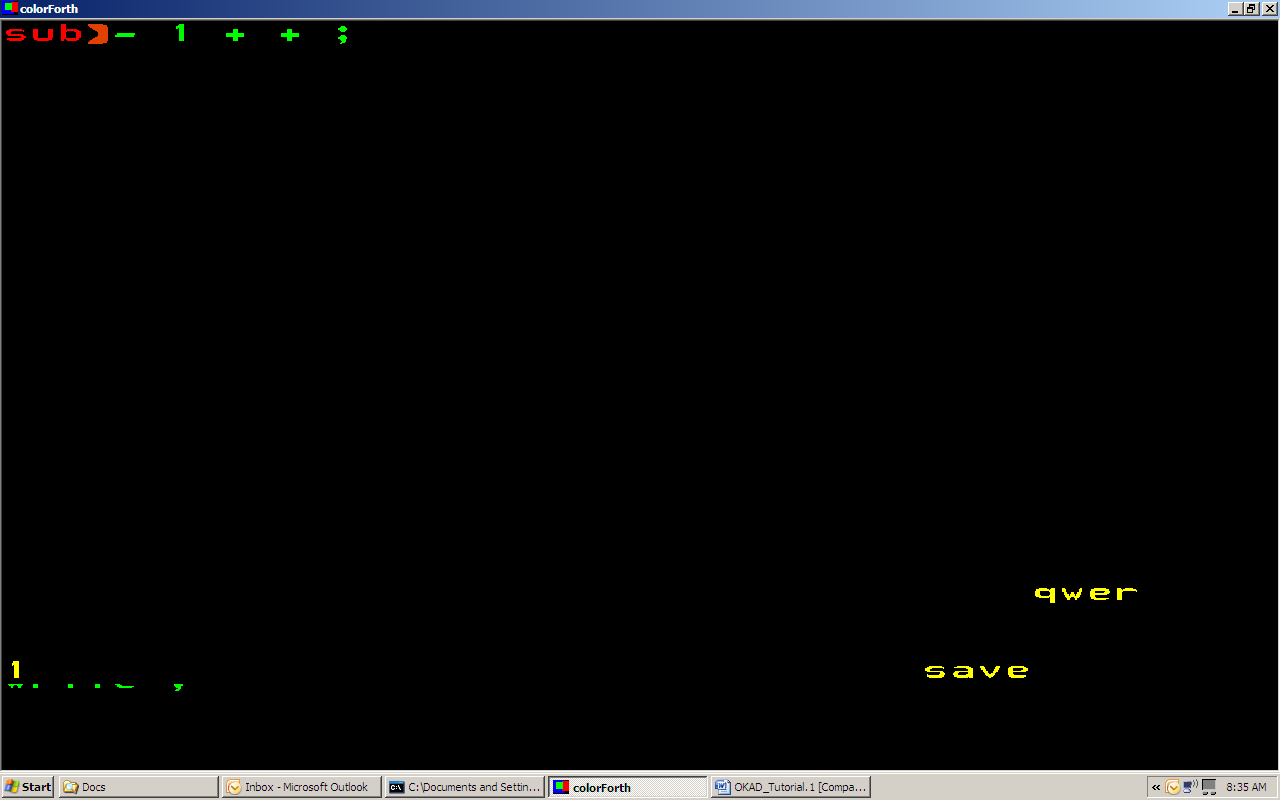 colorForth
sub - 1 + + ;
qwer
1 save
Start Docs Inbox - Microsoft Outlook C:\Documents and Settin... colorForth OKAD_Tutorial.1 [Compa... « 8:35 AM